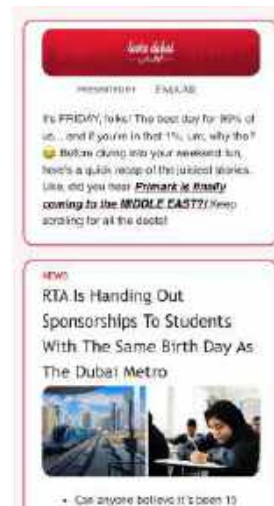 lovin dubai
PRESENTED BY EMAAR
It's FRIDAY, folks! The best day for 99% of
us... and if you're in that 1%, um, why tho?
😂 Before diving into your weekend fun,
here's a quick recap of the juiciest stories.
Like, did you hear Primark is finally
coming to the MIDDLE EAST?! Keep
scrolling for all the deets!
NEWS
RTA Is Handing Out
Sponsorships To Students
With The Same Birth Day As
The Dubai Metro
• Can anyone believe it's been 15